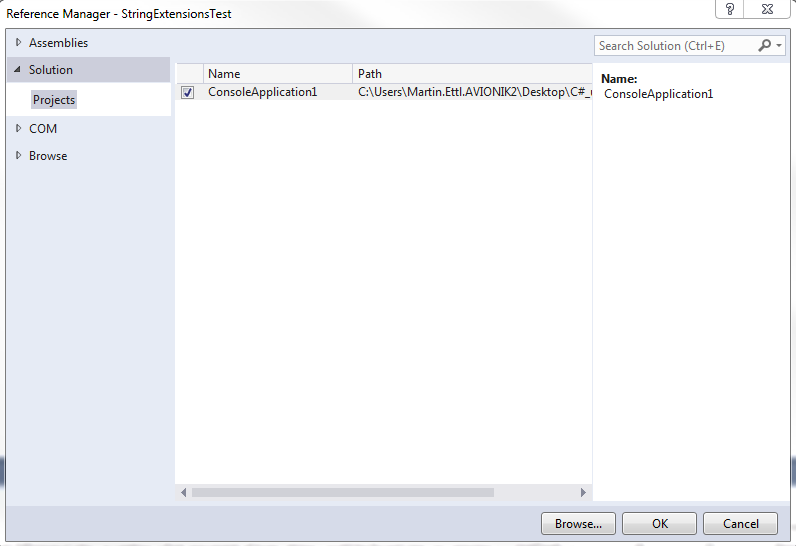 Reference Manager - StringExtensionsTest
?
Assemblies
Search Solution (Ctrl+E)
Solution
Name Path
Name:
Projects
ConsoleApplication1 C:\Users\Martin.Ettl.AVIONIK2\Desktop\C#_
ConsoleApplication1
COM
Browse
Browse... OK Cancel